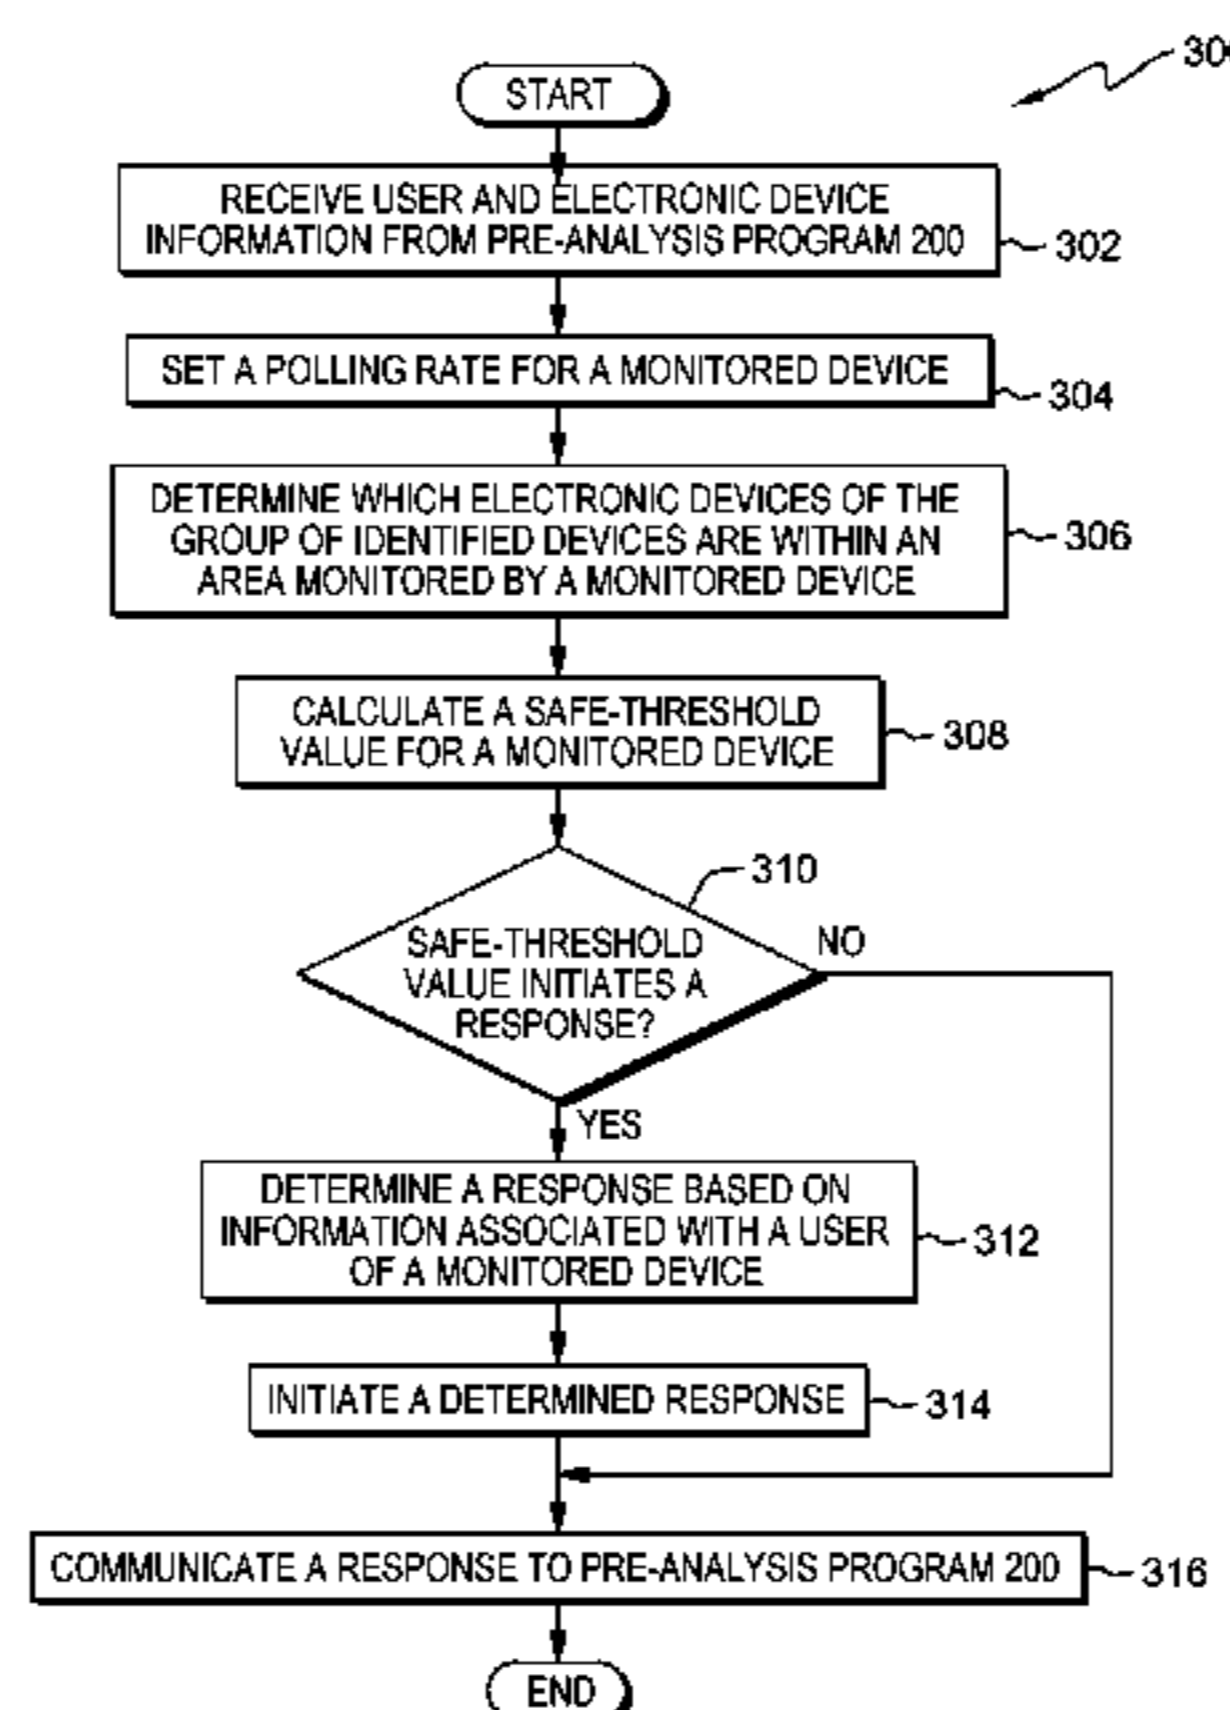 START
RECEIVE USER AND ELECTRONIC DEVICE
INFORMATION FROM PRE-ANALYSIS PROGRAM 200
302
SET A POLLING RATE FOR A MONITORED DEVICE
304
DETERMINE WHICH ELECTRONIC DEVICES OF THE
GROUP OF IDENTIFIED DEVICES ARE WITHIN AN
AREA MONITORED BY A MONITORED DEVICE
306
CALCULATE A SAFE-THRESHOLD
VALUE FOR A MONITORED DEVICE
308
310
SAFE-THRESHOLD
VALUE INITIATES A
RESPONSE?
NO
YES
DETERMINE A RESPONSE BASED ON
INFORMATION ASSOCIATED WITH A USER
OF A MONITORED DEVICE
312
INITIATE A DETERMINED RESPONSE
314
COMMUNICATE A RESPONSE TO PRE-ANALYSIS PROGRAM 200
316
END